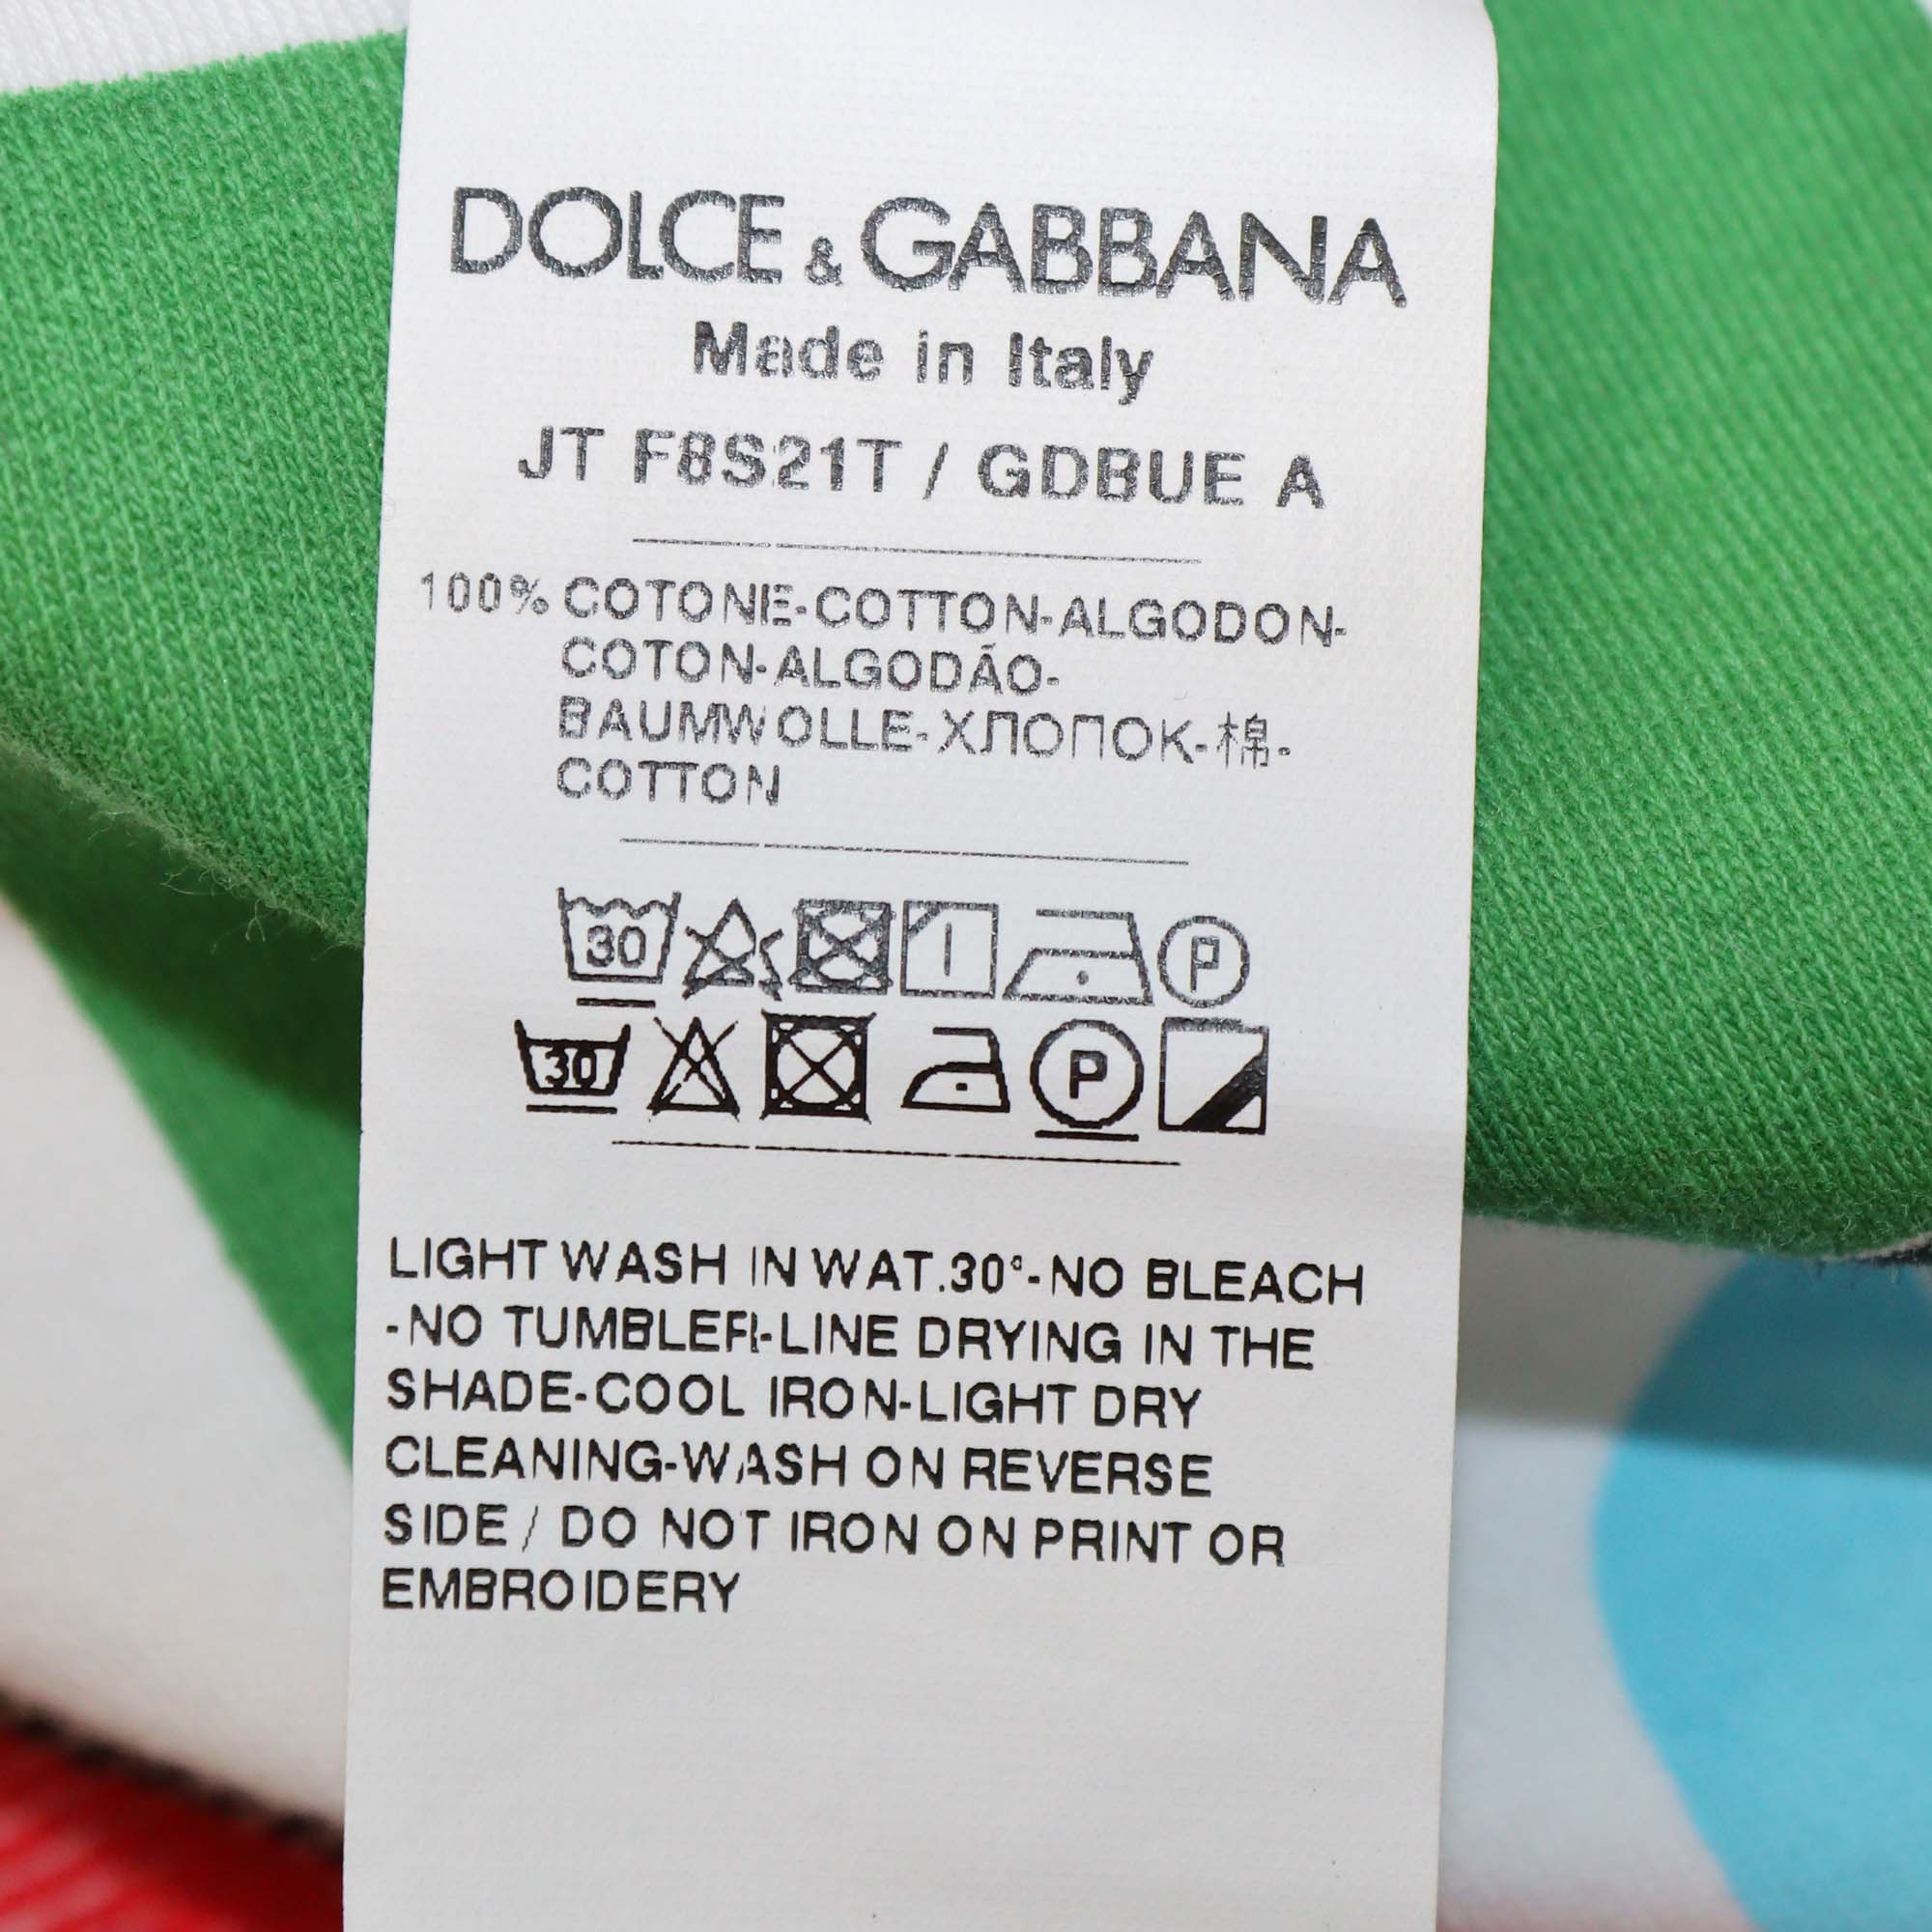 DOLCE & GABBANA
Made in Italy
JT F8S21T / GDBUE A
100% COTONE-COTTON-ALGODON-
COTON-ALGODÃO-
BAUMWOLLE-ХЛОПОК-棉-
COTTON
30 P
30 P
LIGHT WASH IN WAT.30°-NO BLEACH
-NO TUMBLER-LINE DRYING IN THE
SHADE-COOL IRON-LIGHT DRY
CLEANING-WASH ON REVERSE
SIDE / DO NOT IRON ON PRINT OR
EMBROIDERY